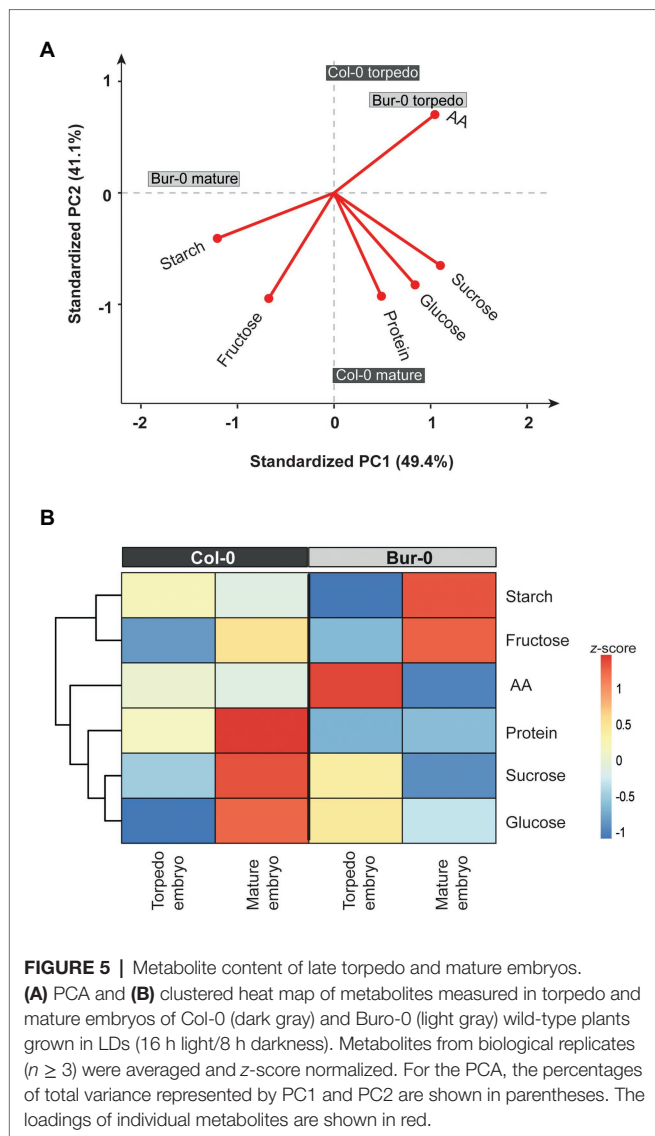 A
Col-0 torpedo
1
Bur-0 torpedo
AA
Bur-0 mature
0
Starch
Fructose
Protein
Glucose
Sucrose
-1
Col-0 mature
Standardized PC2 (41.1%)
-2
-1
0
1
2
Standardized PC1 (49.4%)
B
Col-0
Bur-0
Starch
Fructose
AA
Protein
Sucrose
Glucose
z-score
1
0.5
0
-0.5
-1
Torpedo
embryo
Mature
embryo
Torpedo
embryo
Mature
embryo
FIGURE 5 | Metabolite content of late torpedo and mature embryos.
(A) PCA and (B) clustered heat map of metabolites measured in torpedo and
mature embryos of Col-0 (dark gray) and Buro-0 (light gray) wild-type plants
grown in LDs (16 h light/8 h darkness). Metabolites from biological replicates
(n ≥ 3) were averaged and z-score normalized. For the PCA, the percentages
of total variance represented by PC1 and PC2 are shown in parentheses. The
loadings of individual metabolites are shown in red.